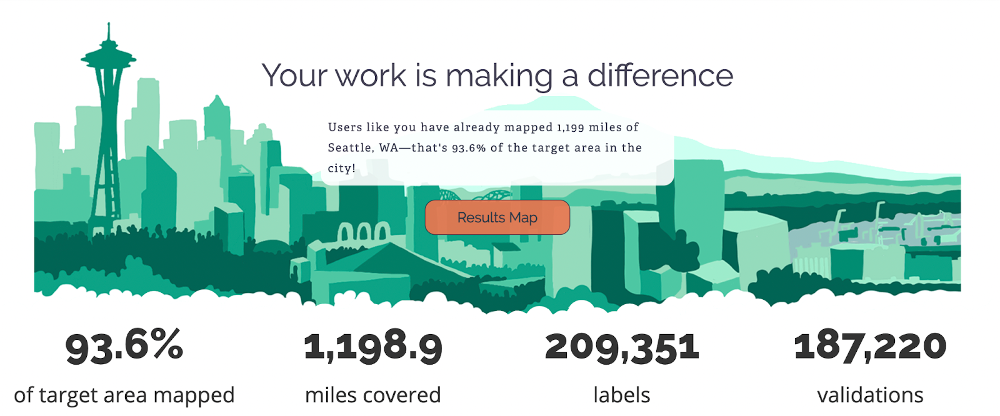 Your work is making a difference
Users like you have already mapped 1,199 miles of
Seattle, WA—that's 93.6% of the target area in the
city!
Results Map
93.6%
of target area mapped
1,198.9
miles covered
209,351
labels
187,220
validations